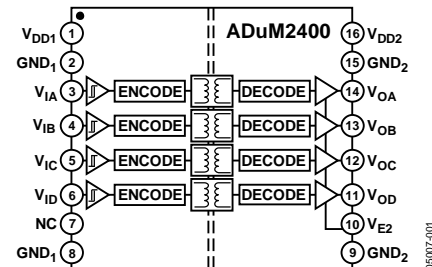 ADuM2400
VDD1 1 16 VDD2
GND1 2 15 GND2
VIA 3 ENCODE DECODE 14 VOA
VIB 4 ENCODE DECODE 13 VOB
VIC 5 ENCODE DECODE 12 VOC
VID 6 ENCODE DECODE 11 VOD
NC 7 10 VE2
GND1 8 9 GND2
05007-001